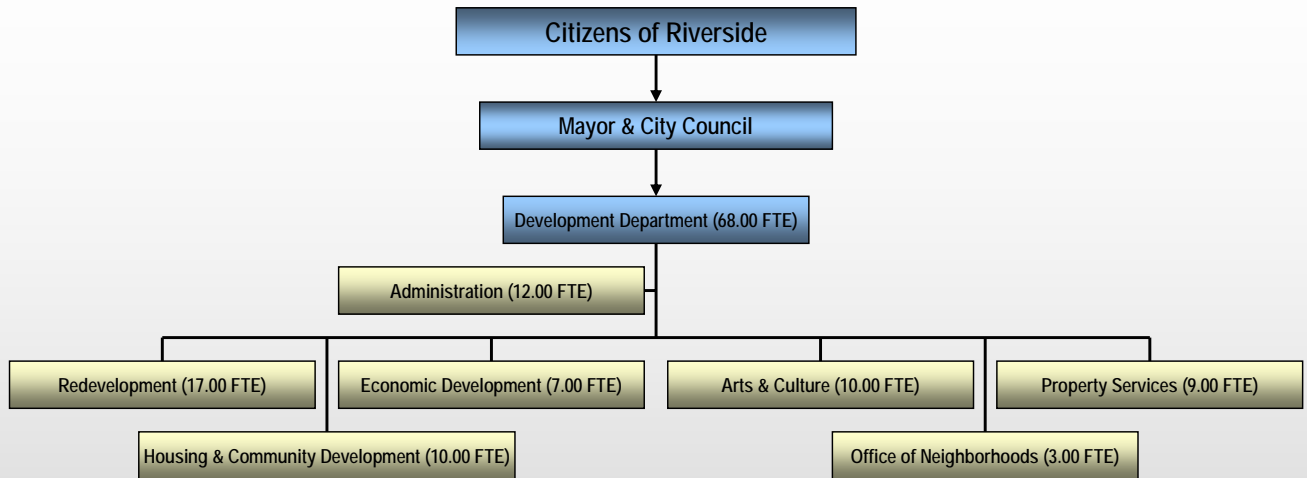 Citizens of Riverside
Mayor & City Council
Development Department (68.00 FTE)
Administration (12.00 FTE)
Redevelopment (17.00 FTE)
Economic Development (7.00 FTE)
Arts & Culture (10.00 FTE)
Property Services (9.00 FTE)
Housing & Community Development (10.00 FTE)
Office of Neighborhoods (3.00 FTE)